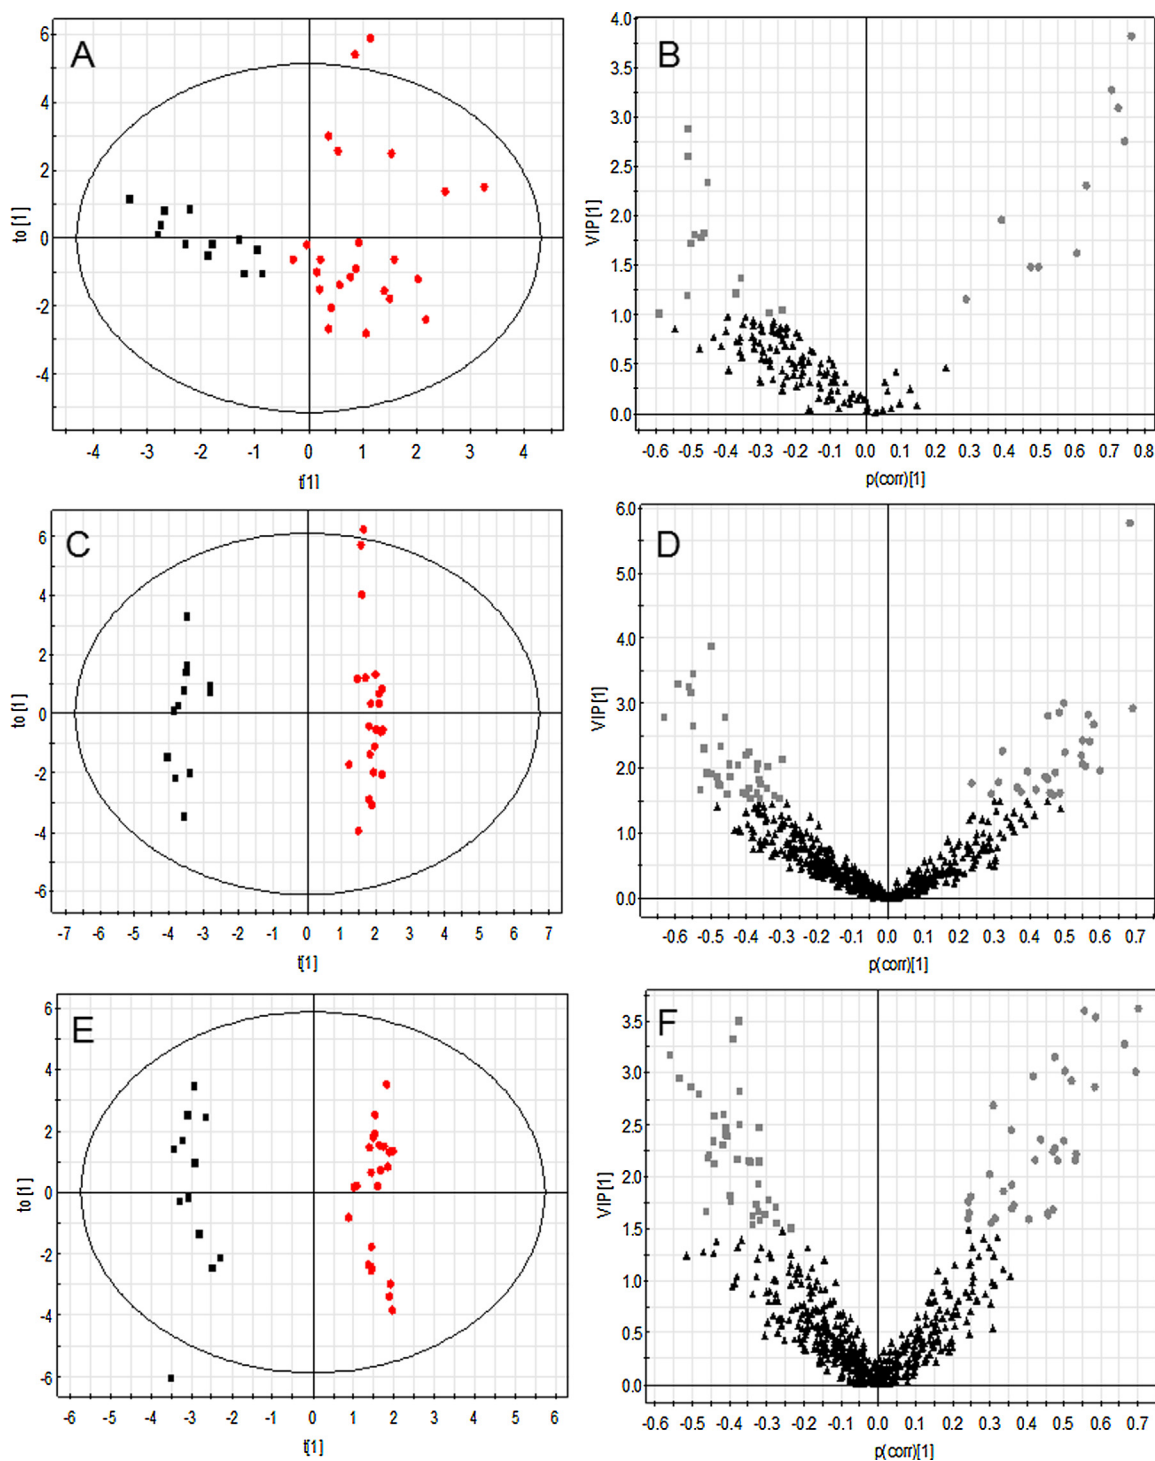 A
6
4
2
0
-2
-4
to [1]
-4 -3 -2 -1 0 1 2 3 4
t[1]
B
4.0
3.5
3.0
2.5
2.0
1.5
1.0
0.5
0.0
VIP[1]
-0.6 -0.5 -0.4 -0.3 -0.2 -0.1 0.0 0.1 0.2 0.3 0.4 0.5 0.6 0.7 0.8
p(corr)[1]
C
6
4
2
0
-2
-4
-6
to [1]
-7 -6 -5 -4 -3 -2 -1 0 1 2 3 4 5 6 7
t[1]
D
6.0
5.0
4.0
3.0
2.0
1.0
0.0
VIP[1]
-0.6 -0.5 -0.4 -0.3 -0.2 -0.1 0.0 0.1 0.2 0.3 0.4 0.5 0.6 0.7
p(corr)[1]
E
6
4
2
0
-2
-4
-6
to [1]
-6 -5 -4 -3 -2 -1 0 1 2 3 4 5 6
t[1]
F
3.5
3.0
2.5
2.0
1.5
1.0
0.5
0.0
VIP[1]
-0.6 -0.5 -0.4 -0.3 -0.2 -0.1 0.0 0.1 0.2 0.3 0.4 0.5 0.6 0.7
p(corr)[1]